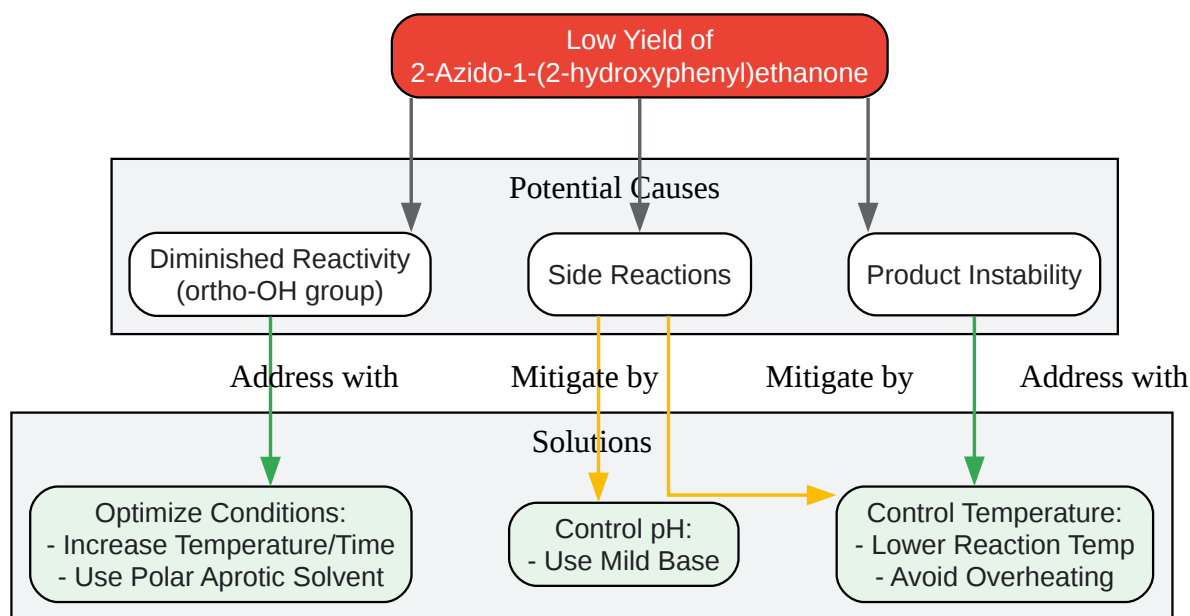 Low Yield of
2-Azido-1-(2-hydroxyphenyl)ethanone
Potential Causes
Diminished Reactivity
(ortho-OH group)
Side Reactions
Product Instability
Address with
Mitigate by
Mitigate by
Address with
Solutions
Optimize Conditions:
- Increase Temperature/Time
- Use Polar Aprotic Solvent
Control pH:
- Use Mild Base
Control Temperature:
- Lower Reaction Temp
- Avoid Overheating